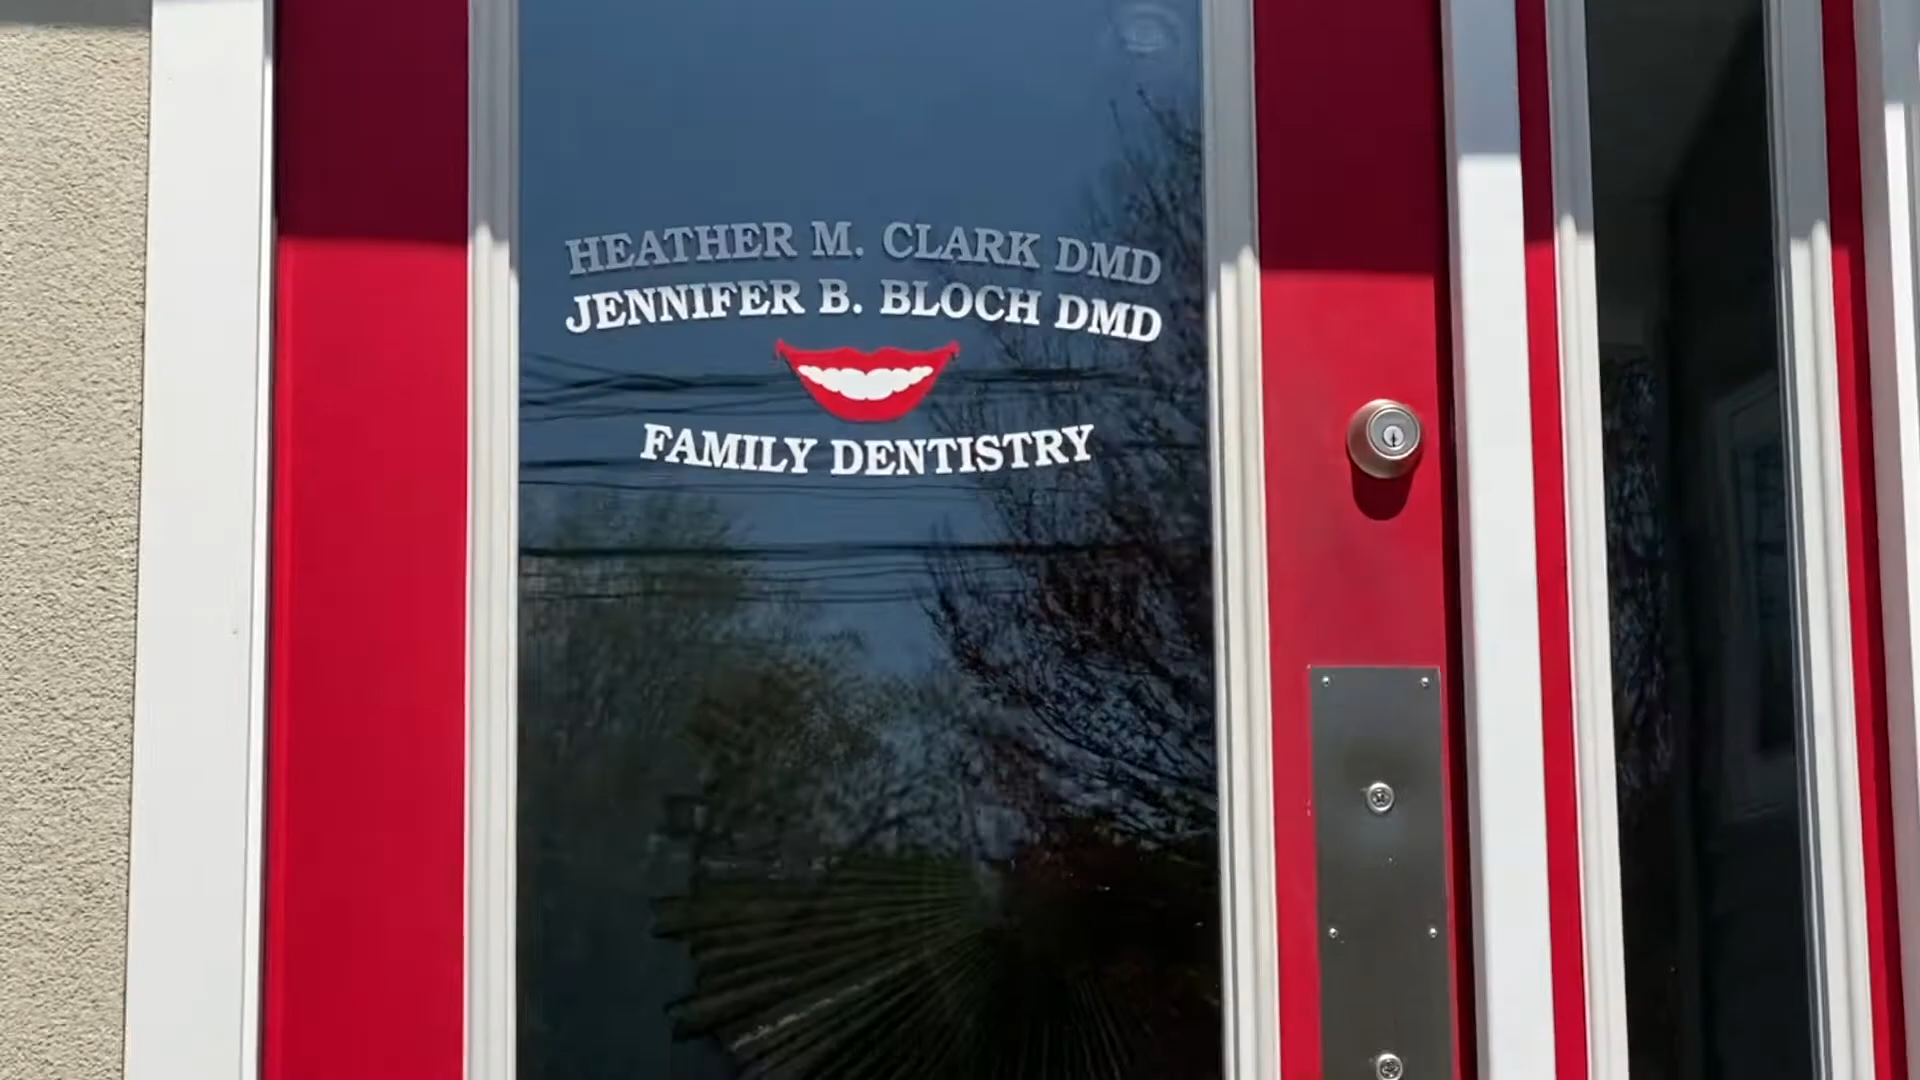 HEATHER M. CLARK DMD
JENNIFER B. BLOCH DMD
FAMILY DENTISTRY